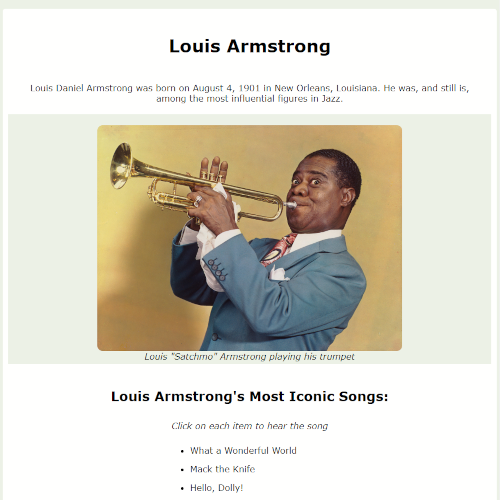 Louis Armstrong
Louis Daniel Armstrong was born on August 4, 1901 in New Orleans, Louisiana. He was, and still is,
among the most influential figures in Jazz.
Louis "Satchmo" Armstrong playing his trumpet
Louis Armstrong's Most Iconic Songs:
Click on each item to hear the song
What a Wonderful World
Mack the Knife
Hello, Dolly!